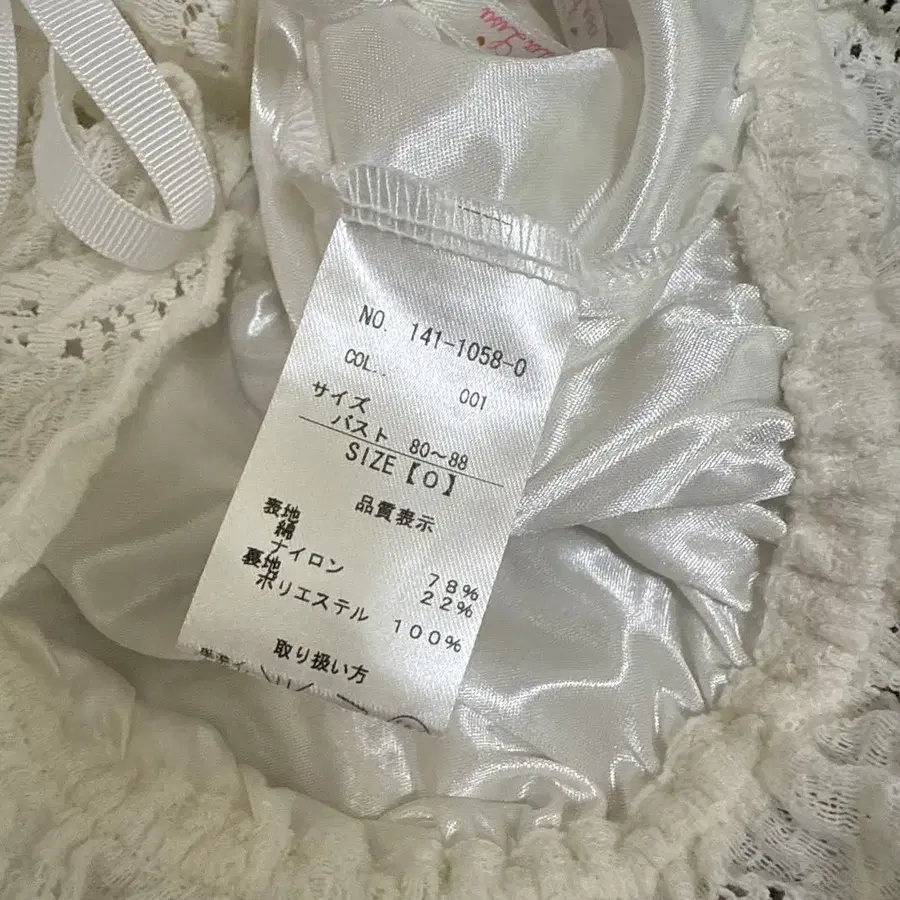 Lisa
NO. 141-1058-0
COL.. 001
サイズ
バスト 80～88
SIZE【0】
品質表示
表地
綿 78%
ナイロン 22%
裏地
ポリエステル 100%
取り扱い方